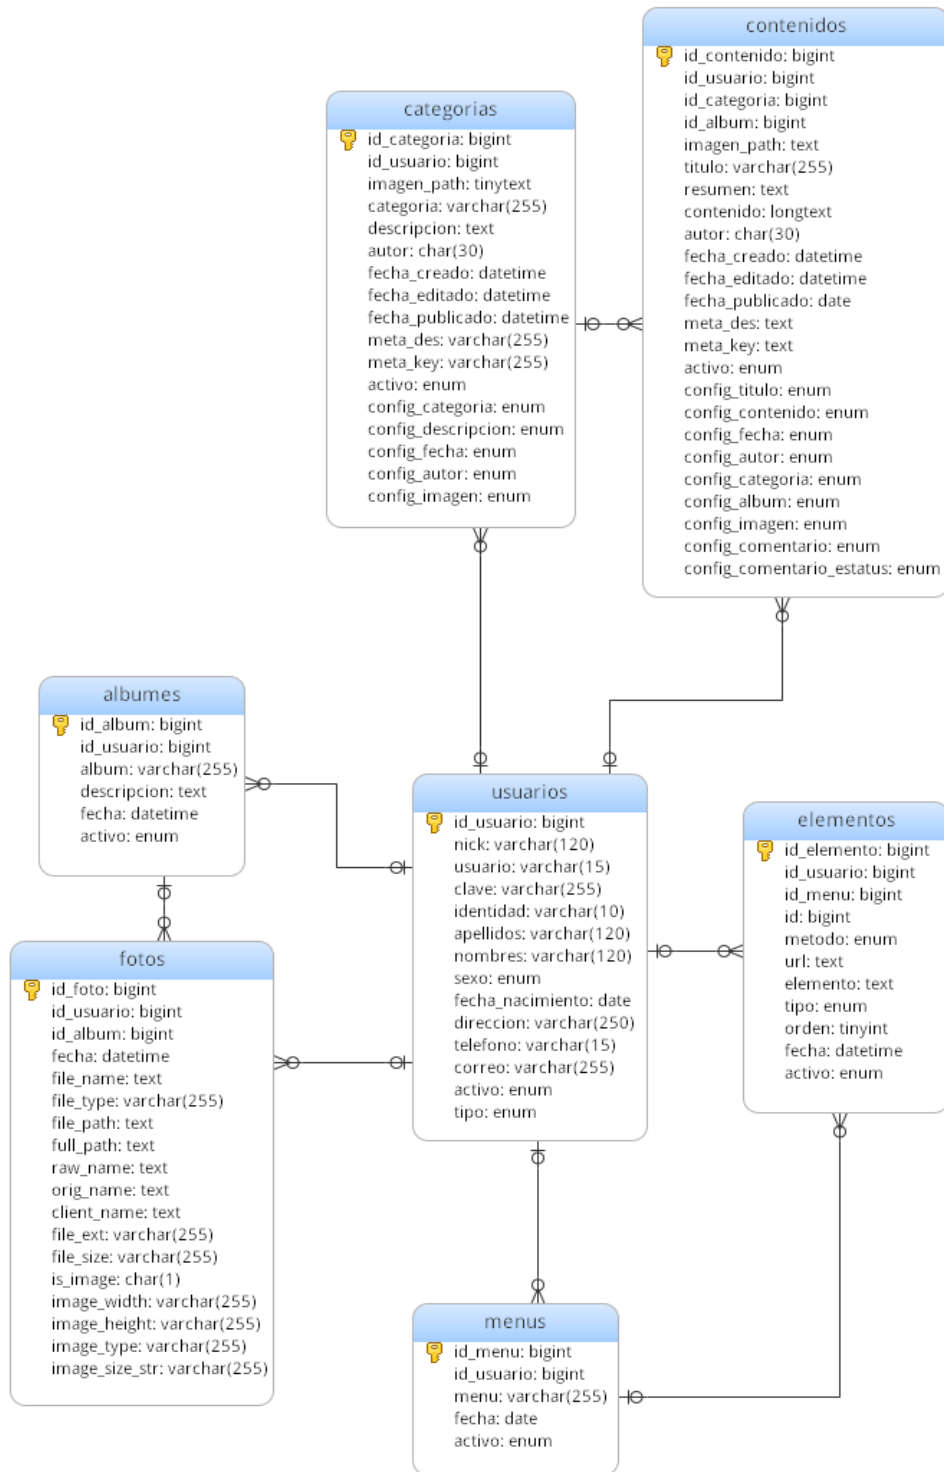 contenidos
id_contenido: bigint
id_usuario: bigint
id_categoria: bigint
id_album: bigint
imagen_path: text
titulo: varchar(255)
resumen: text
contenido: longtext
autor: char(30)
fecha_creado: datetime
fecha_editado: datetime
fecha_publicado: date
meta_des: text
meta_key: text
activo: enum
config_titulo: enum
config_contenido: enum
config_fecha: enum
config_autor: enum
config_categoria: enum
config_album: enum
config_imagen: enum
config_comentario: enum
config_comentario_estatus: enum
categorias
id_categoria: bigint
id_usuario: bigint
imagen_path: tinytext
categoria: varchar(255)
descripcion: text
autor: char(30)
fecha_creado: datetime
fecha_editado: datetime
fecha_publicado: datetime
meta_des: varchar(255)
meta_key: varchar(255)
activo: enum
config_categoria: enum
config_descripcion: enum
config_fecha: enum
config_autor: enum
config_imagen: enum
albumes
id_album: bigint
id_usuario: bigint
album: varchar(255)
descripcion: text
fecha: datetime
activo: enum
usuarios
id_usuario: bigint
nick: varchar(120)
usuario: varchar(15)
clave: varchar(255)
identidad: varchar(10)
apellidos: varchar(120)
nombres: varchar(120)
sexo: enum
fecha_nacimiento: date
direccion: varchar(250)
telefono: varchar(15)
correo: varchar(255)
activo: enum
tipo: enum
elementos
id_elemento: bigint
id_usuario: bigint
id_menu: bigint
id: bigint
metodo: enum
url: text
elemento: text
tipo: enum
orden: tinyint
fecha: datetime
activo: enum
fotos
id_foto: bigint
id_usuario: bigint
id_album: bigint
fecha: datetime
file_name: text
file_type: varchar(255)
file_path: text
full_path: text
raw_name: text
orig_name: text
client_name: text
file_ext: varchar(255)
file_size: varchar(255)
is_image: char(1)
image_width: varchar(255)
image_height: varchar(255)
image_type: varchar(255)
image_size_str: varchar(255)
menus
id_menu: bigint
id_usuario: bigint
menu: varchar(255)
fecha: date
activo: enum